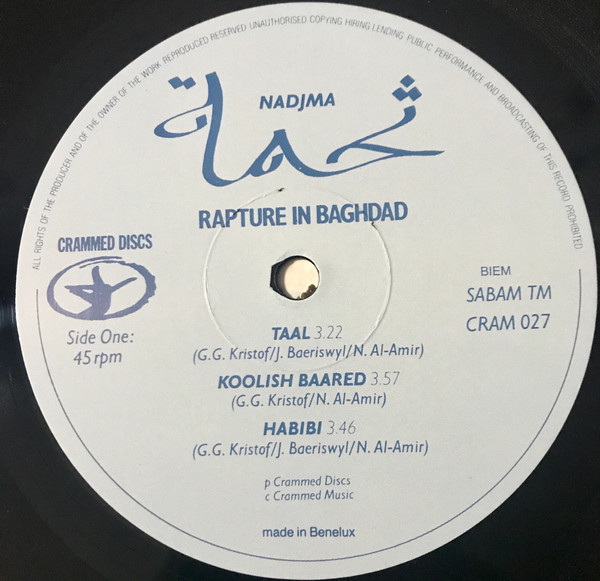 ALL RIGHTS OF THE PRODUCER AND OF THE OWNER OF THE WORK REPRODUCED RESERVED UNAUTHORISED COPYING HIRING LENDING PUBLIC PERFORMANCE AND BROADCASTING OF THIS RECORD PROHIBITED
NADJMA
نجمة
RAPTURE IN BAGHDAD
CRAMMED DISCS
Side One:
45 rpm
BIEM
SABAM TM
CRAM 027
TAAL 3.22
(G.G. Kristof/J. Baeriswyl/N. Al-Amir)
KOOLISH BAARED 3.57
(G.G. Kristof/N. Al-Amir)
HABIBI 3.46
(G.G. Kristof/J. Baeriswyl/N. Al-Amir)
p Crammed Discs
c Crammed Music
made in Benelux